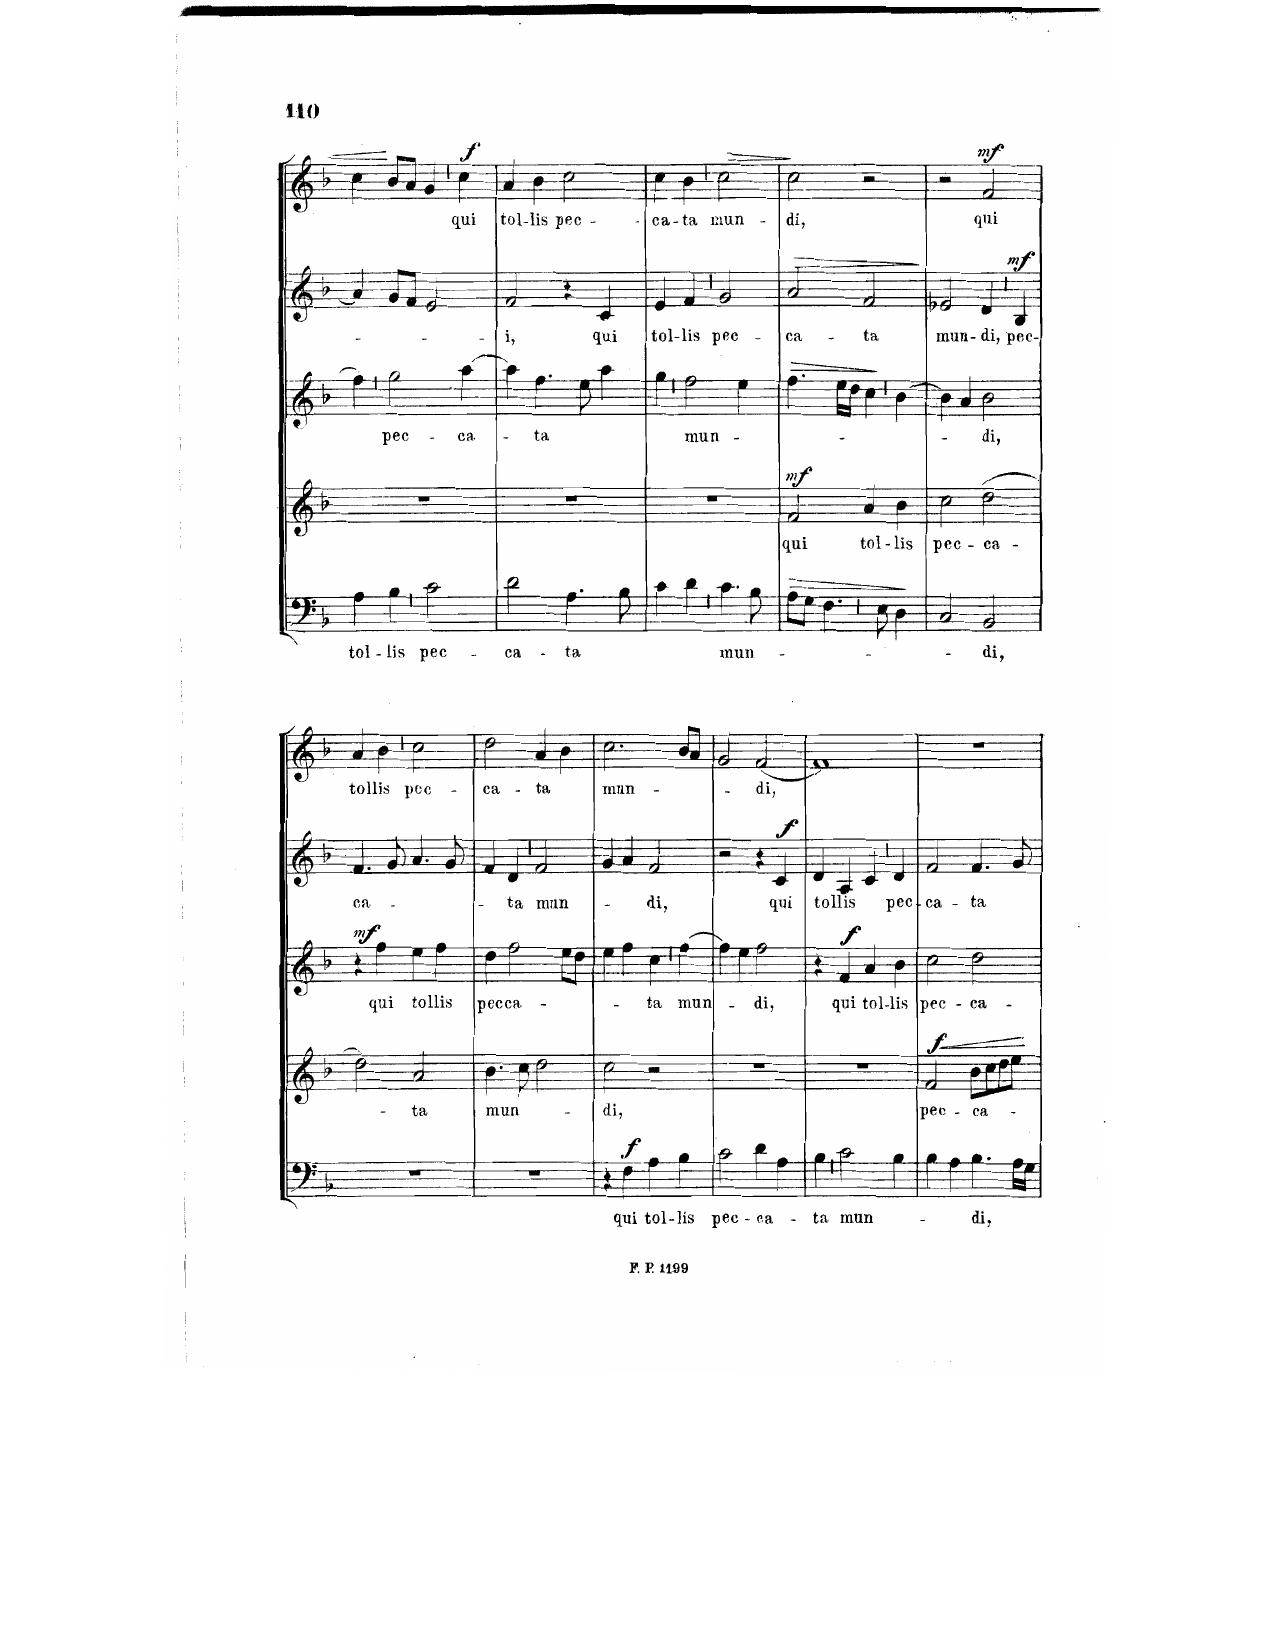 110
f
qui tol-lis pec - - ca-ta mun - di, qui
mf
mf
- - - i, qui tol-lis pec - ca - ta mun-di, pec-
pec - ca - ta mun - - - di,
mf
qui tol-lis pec - ca -
tol - lis pec - ca - ta mun - - - di,
tollis pec - ca - ta mun - - di,
f
ca - - ta mun - di, qui tollis pec-ca - ta
mf
f
qui tollis pecca - - ta mun - di, qui tol-lis pec - ca -
f
- ta mun - di, pec - ca -
f
qui tol-lis pec - ca - ta mun - di,
F. P. 1199